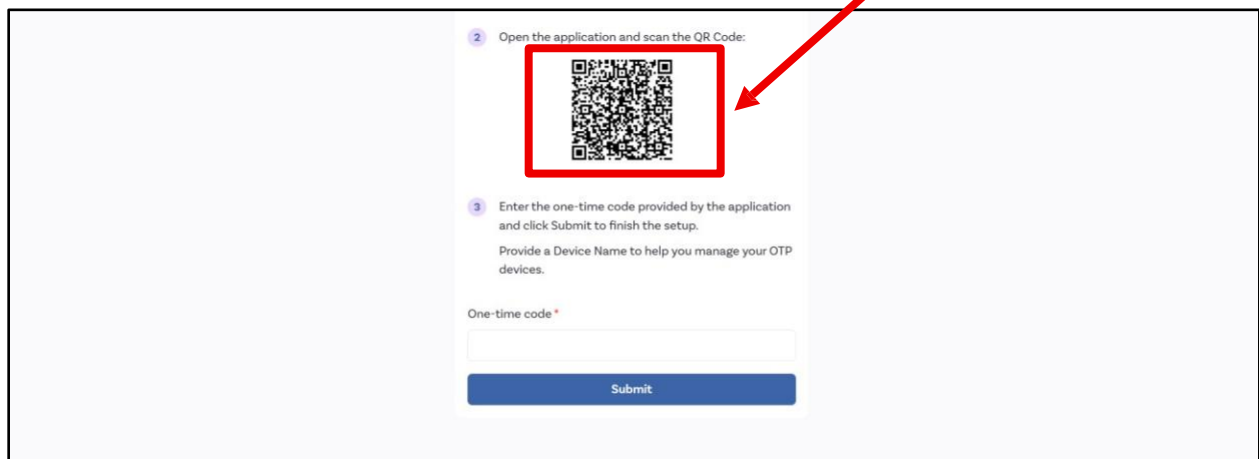 2 Open the application and scan the QR Code:
3 Enter the one-time code provided by the application
and click Submit to finish the setup.
Provide a Device Name to help you manage your OTP
devices.
One-time code *
Submit